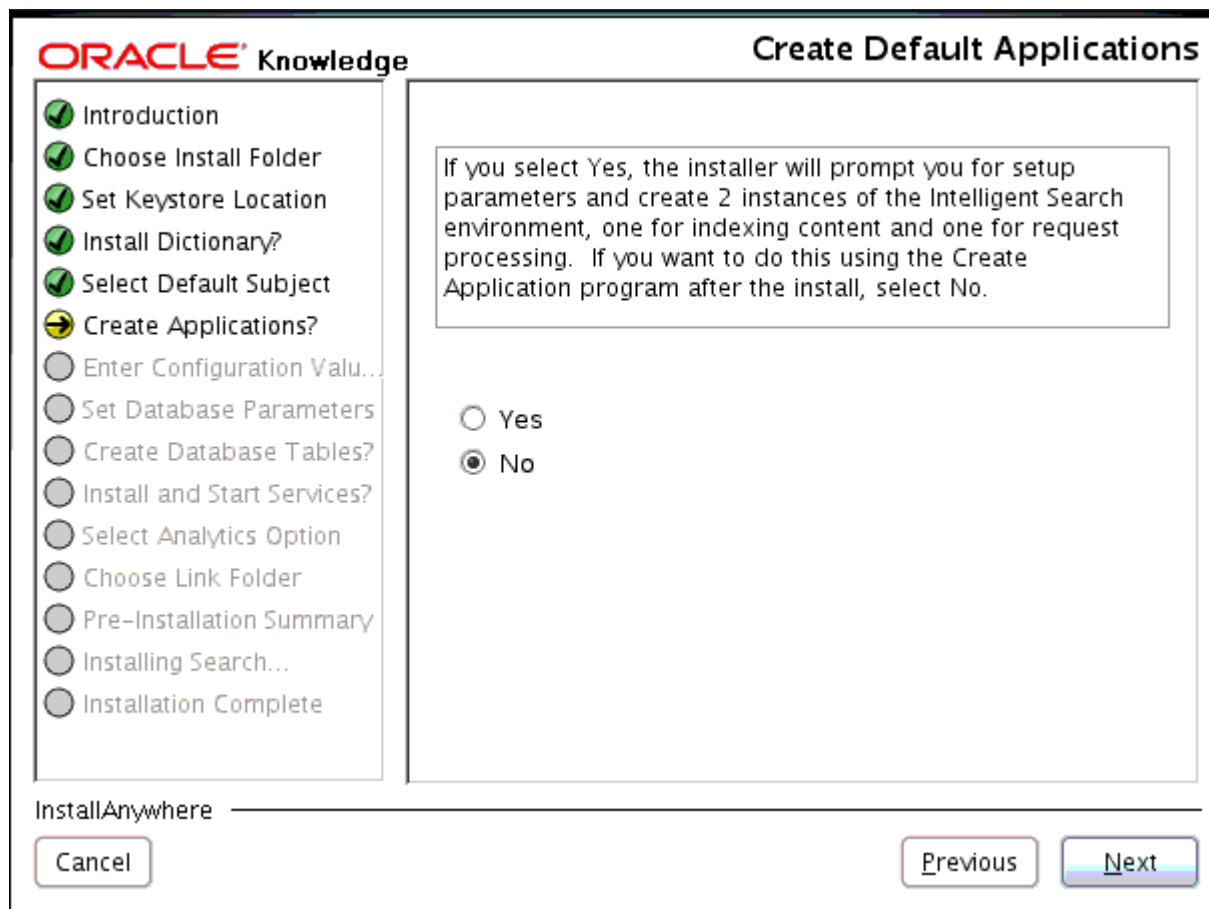 ORACLE Knowledge
Create Default Applications
Introduction
Choose Install Folder
Set Keystore Location
Install Dictionary?
Select Default Subject
Create Applications?
Enter Configuration Valu...
Set Database Parameters
Create Database Tables?
Install and Start Services?
Select Analytics Option
Choose Link Folder
Pre-Installation Summary
Installing Search...
Installation Complete
If you select Yes, the installer will prompt you for setup
parameters and create 2 instances of the Intelligent Search
environment, one for indexing content and one for request
processing.  If you want to do this using the Create
Application program after the install, select No.
Yes
No
InstallAnywhere
Cancel
Previous
Next